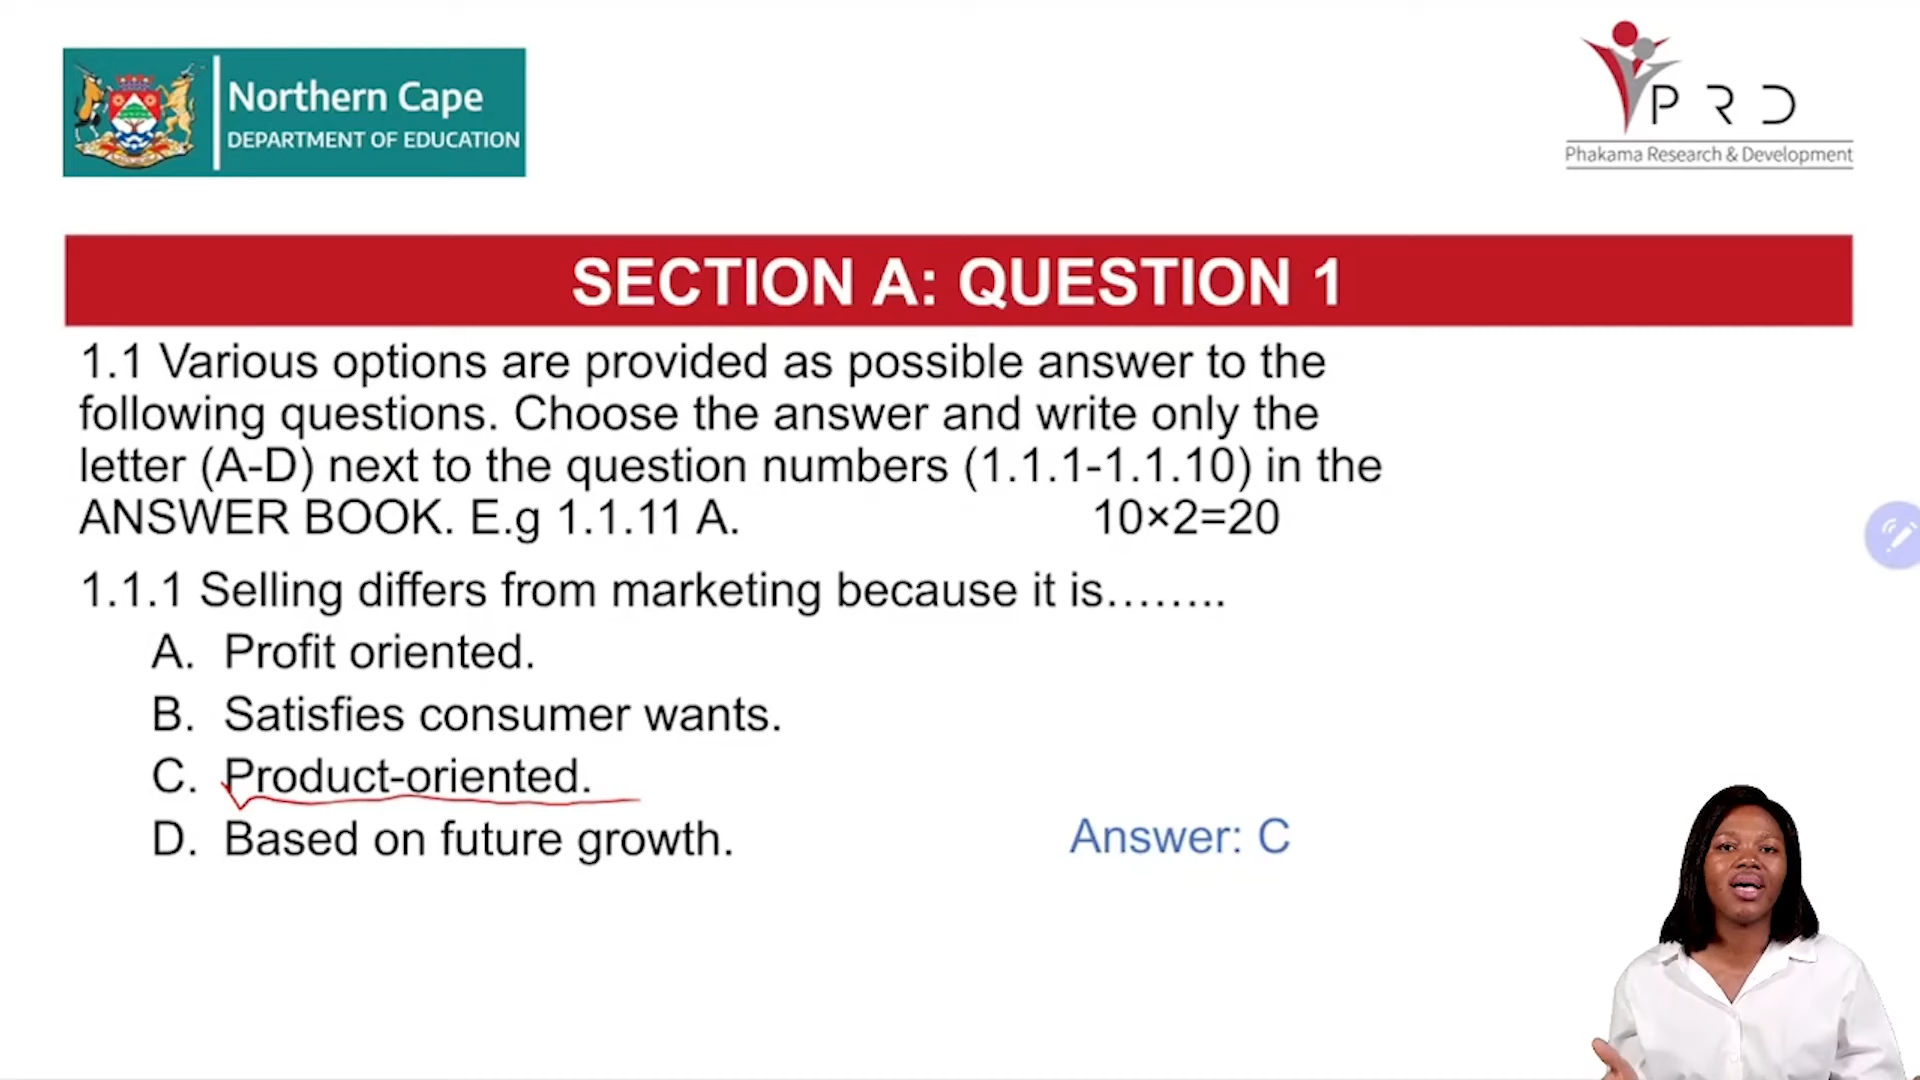 Northern Cape
DEPARTMENT OF EDUCATION
PRD
Phakama Research & Development
SECTION A: QUESTION 1
1.1 Various options are provided as possible answer to the
following questions. Choose the answer and write only the
letter (A-D) next to the question numbers (1.1.1-1.1.10) in the
ANSWER BOOK. E.g 1.1.11 A. 10×2=20
1.1.1 Selling differs from marketing because it is……..
A. Profit oriented.
B. Satisfies consumer wants.
C. Product-oriented.
D. Based on future growth.
Answer: C